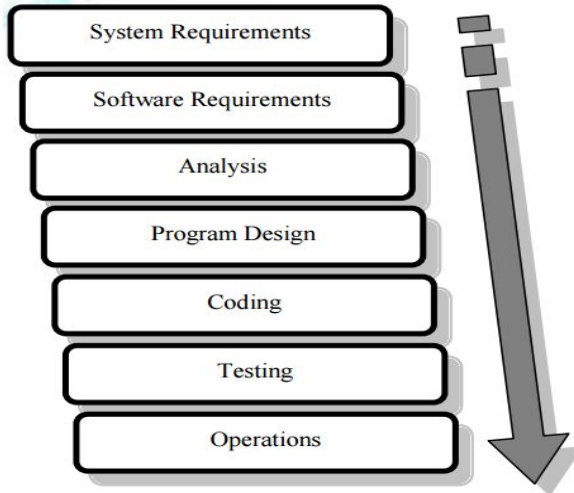 System Requirements
Software Requirements
Analysis
Program Design
Coding
Testing
Operations